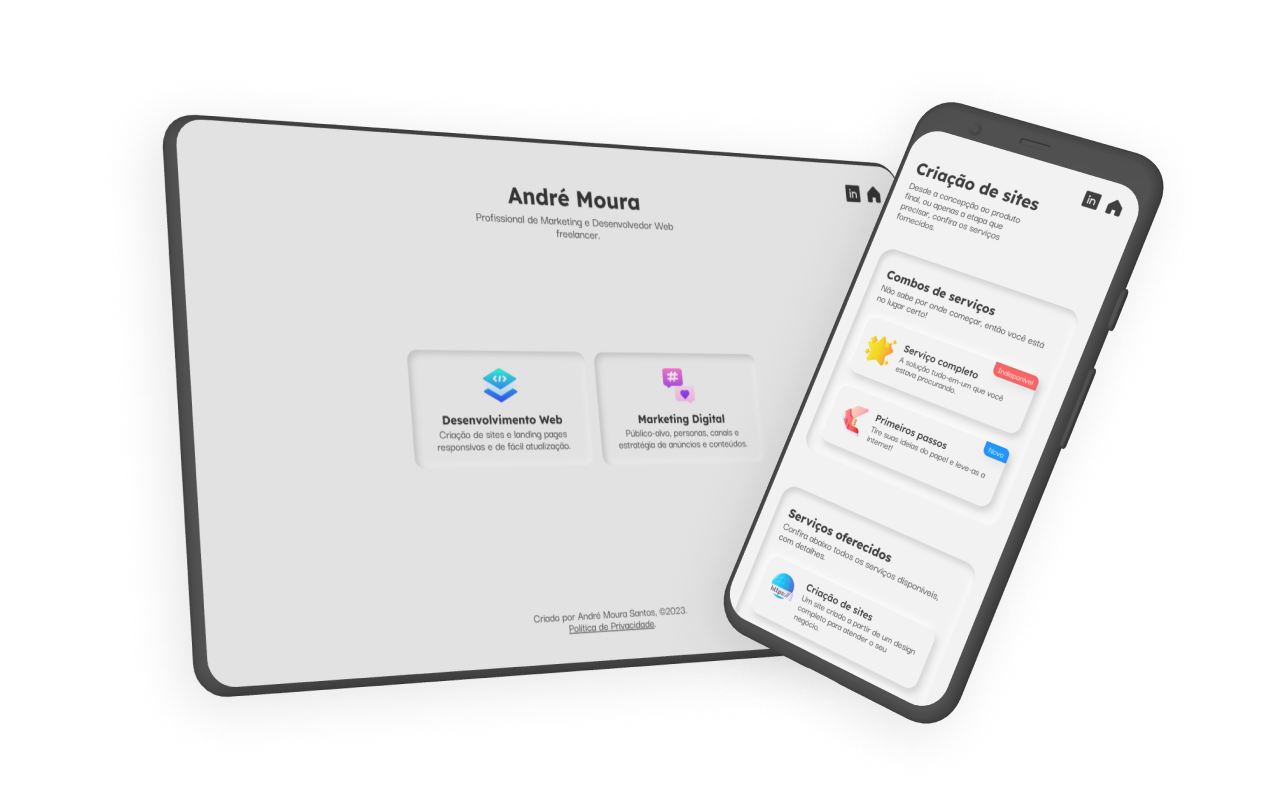 André Moura
Profissional de Marketing e Desenvolvedor Web
freelancer.
in
Desenvolvimento Web
Criação de sites e landing pages
responsivas e de fácil atualização.
#
Marketing Digital
Público-alvo, personas, canais e
estratégia de anúncios e conteúdos.
Criado por André Moura Santos, ©2023.
Política de Privacidade.
Criação de sites
Desde a concepção ao produto
final, ou apenas a etapa que
precisar, confira os serviços
fornecidos.
in
Combos de serviços
Não sabe por onde começar, então você está
no lugar certo!
Serviço completo
A solução tudo-em-um que você
estava procurando.
Indisponível
Primeiros passos
Tire suas ideias do papel e leve-as a
internet!
Novo
Serviços oferecidos
Confira abaixo todos os serviços disponíveis,
com detalhes.
https://
Criação de sites
Um site criado a partir de um design
completo para atender o seu
negócio.